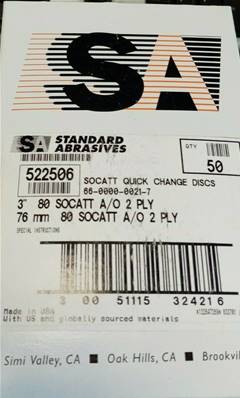 SA
SA STANDARD ABRASIVES
QTY
50
522506
SOCATT QUICK CHANGE DISCS
66-0000-0021-7
3" 80 SOCATT A/O 2 PLY
76 mm 80 SOCATT A/O 2 PLY
SPECIAL INSTRUCTIONS
3 00 51115 324216
Made in USA
With US and globally sourced materials
Simi Valley, CA ■ Oak Hills, CA ■ Brookvi